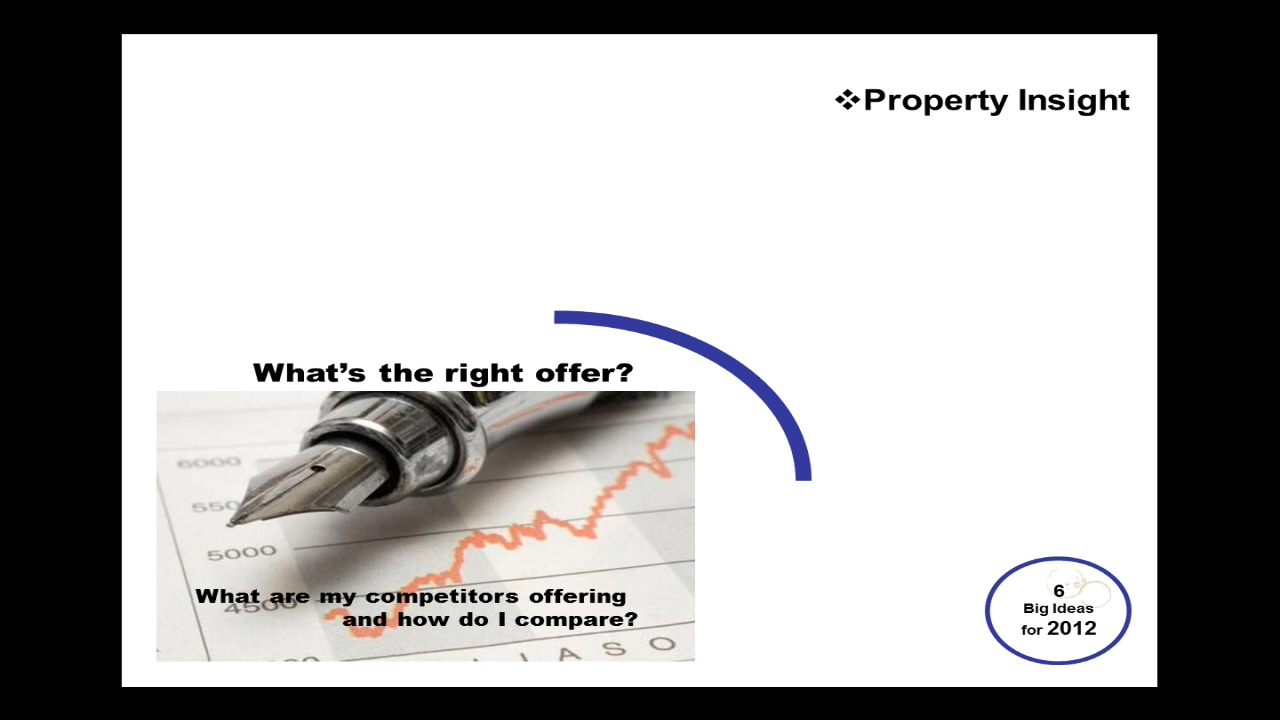 ❖Property Insight
What's the right offer?
6000
550
5000
4500
What are my competitors offering
and how do I compare?
J A S O
6
Big Ideas
for 2012